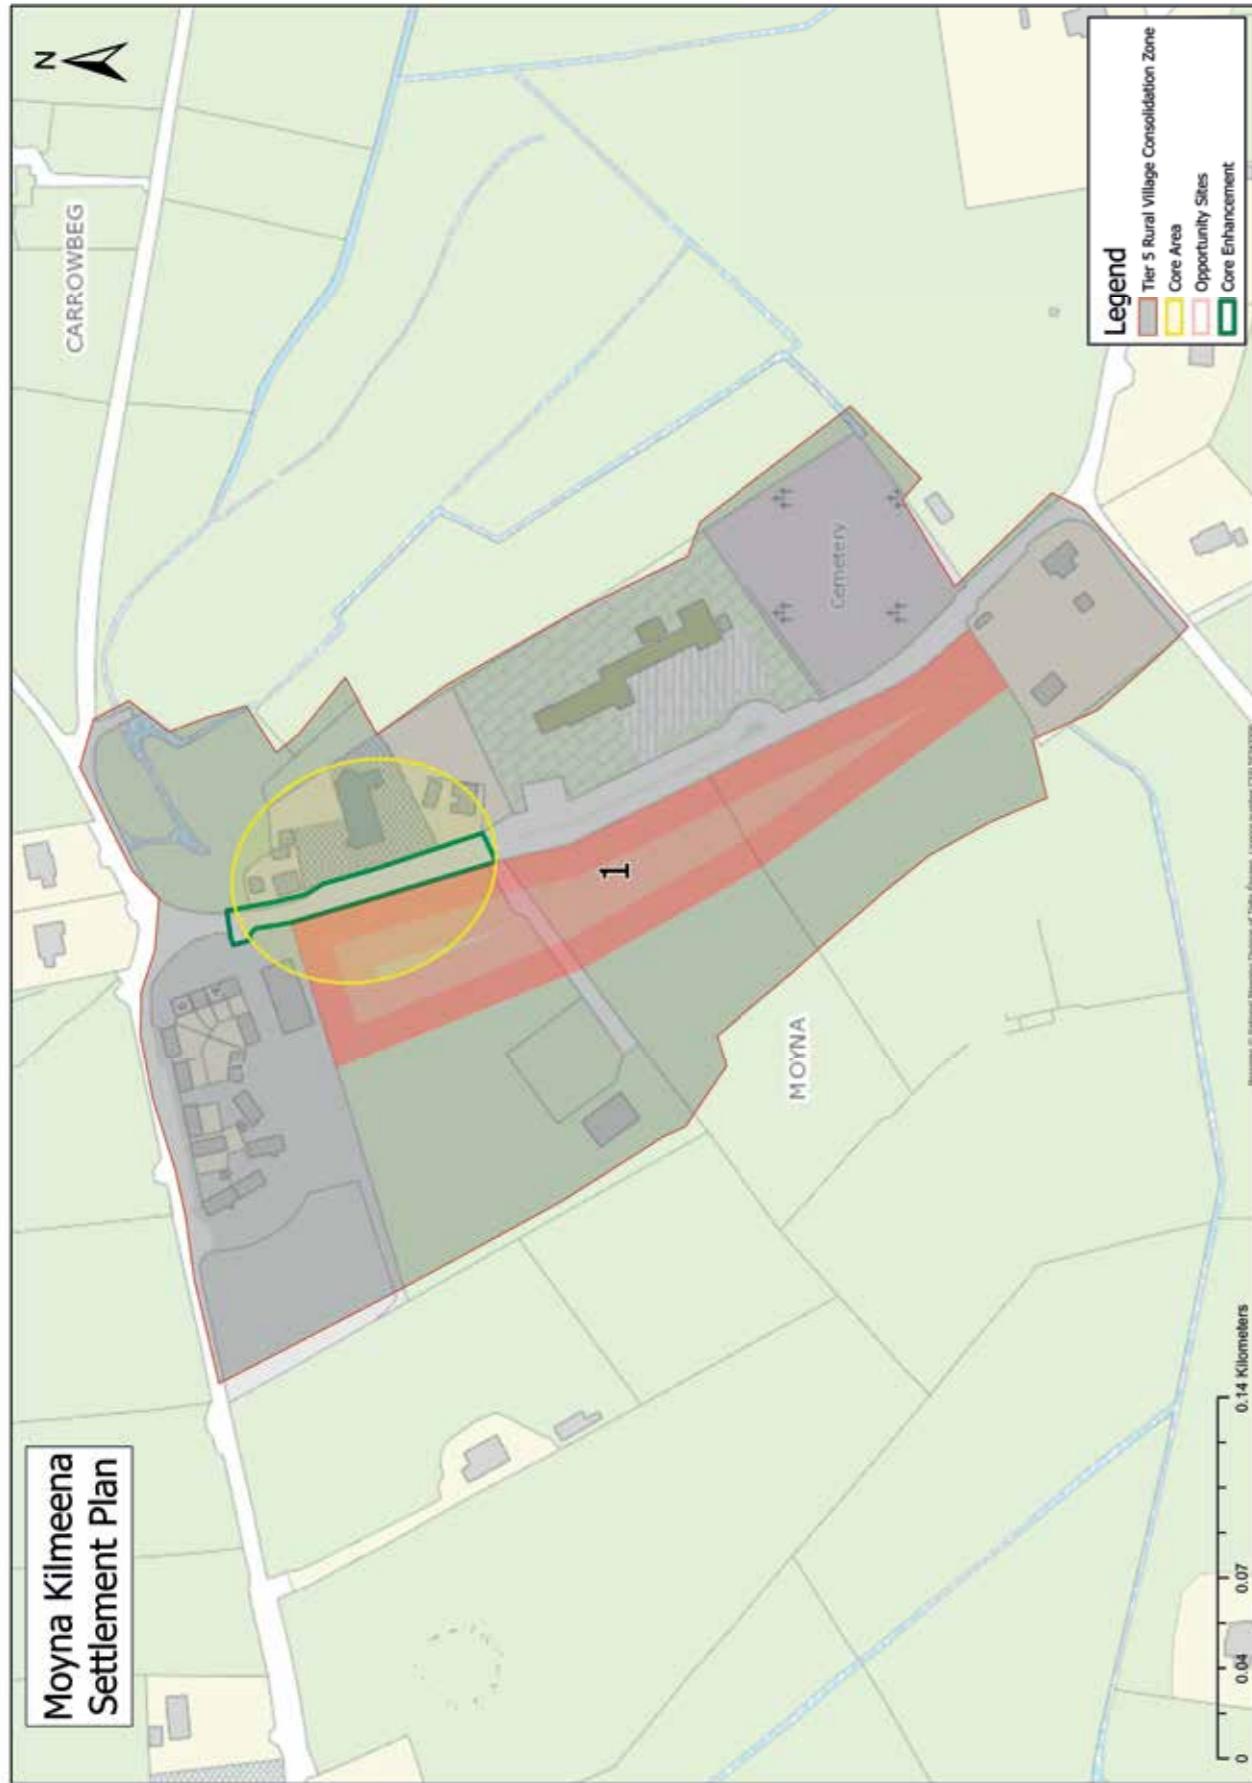 Moyna Kilmeena
Settlement Plan
CARROWBEG
N
Cemetery
1
MOYNA
Legend
Tier 5 Rural Village Consolidation Zone
Core Area
Opportunity Sites
Core Enhancement
0 0.04 0.07 0.14 Kilometers